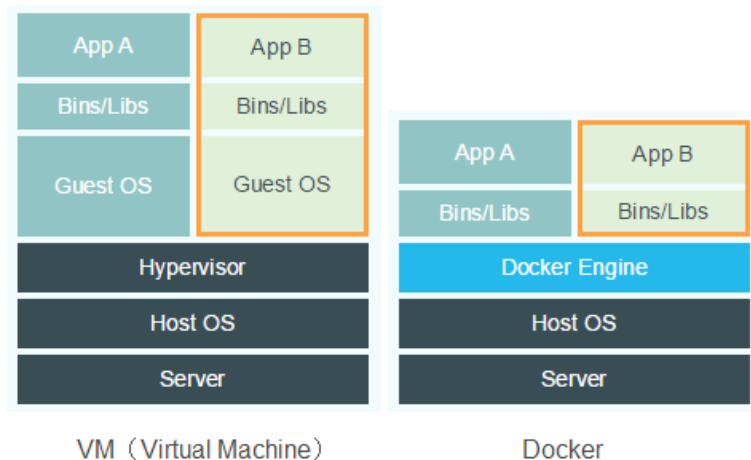 App A
App B
Bins/Libs
Bins/Libs
Guest OS
Guest OS
Hypervisor
Host OS
Server
VM（Virtual Machine）
App A
App B
Bins/Libs
Bins/Libs
Docker Engine
Host OS
Server
Docker